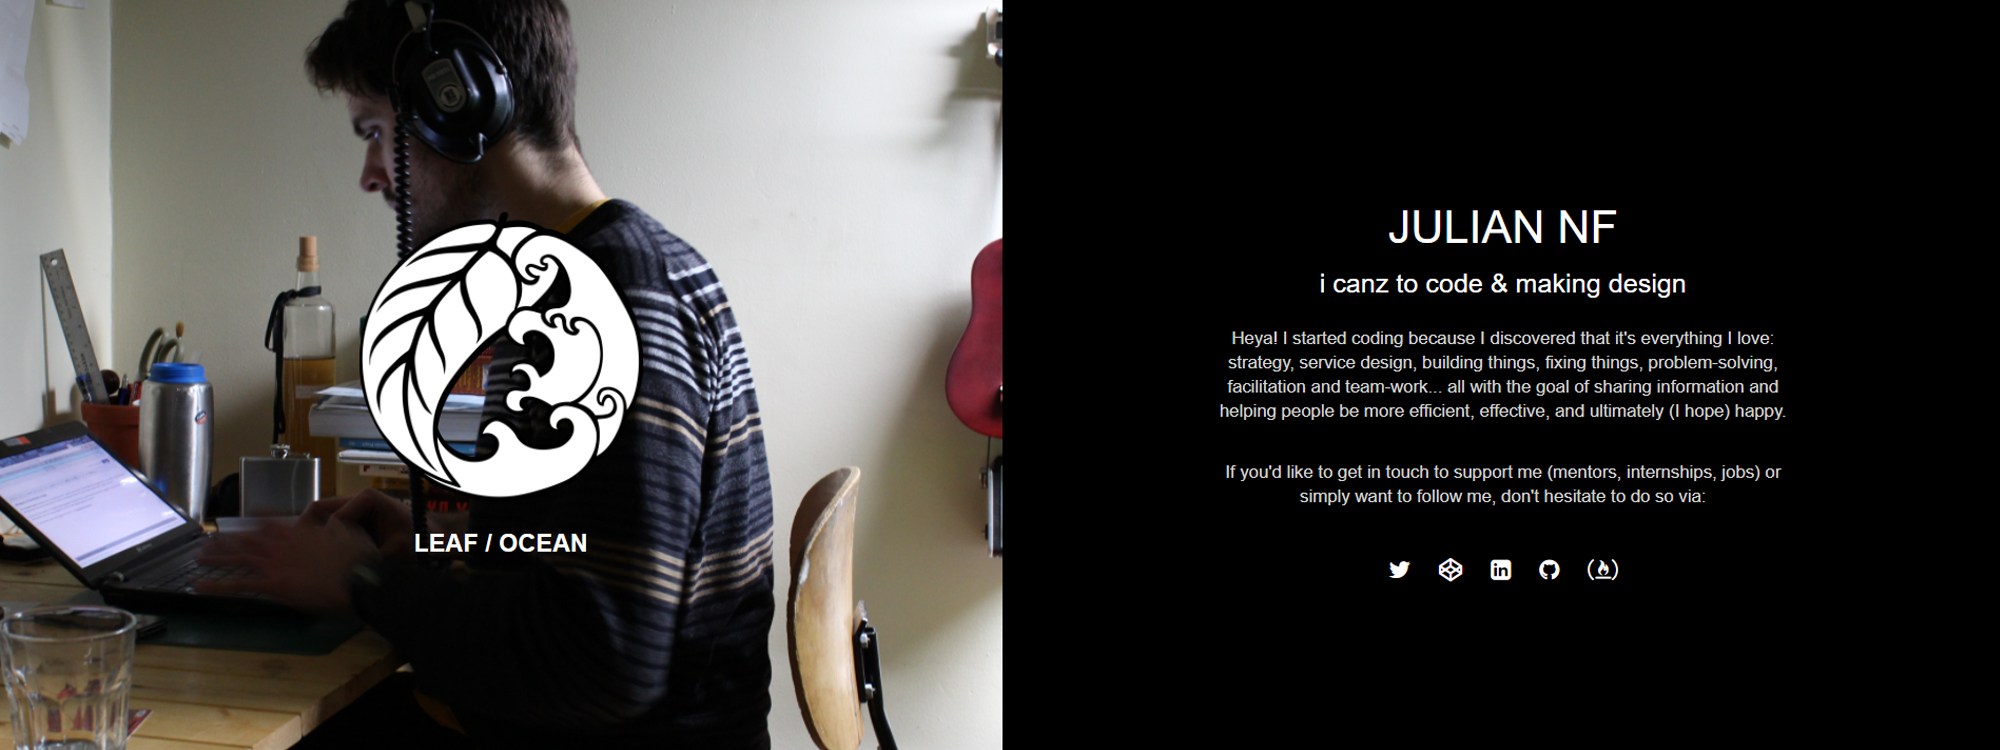 LEAF / OCEAN
JULIAN NF
i canz to code & making design
Heya! I started coding because I discovered that it's everything I love:
strategy, service design, building things, fixing things, problem-solving,
facilitation and team-work... all with the goal of sharing information and
helping people be more efficient, effective, and ultimately (I hope) happy.
If you'd like to get in touch to support me (mentors, internships, jobs) or
simply want to follow me, don't hesitate to do so via:
in